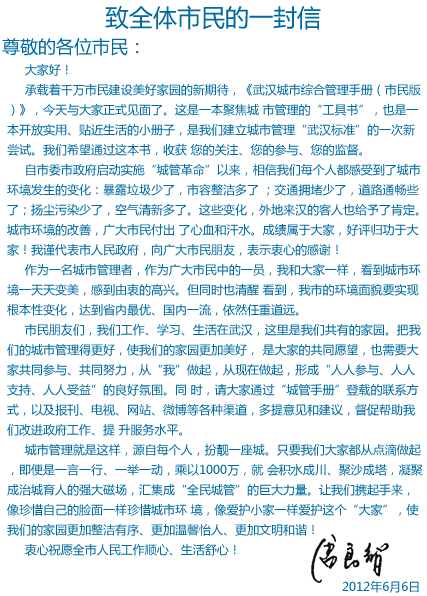 致全体市民的一封信
尊敬的各位市民：
大家好！
承载着千万市民建设美好家园的新期待，《武汉城市综合管理手册（市民版
）》，今天与大家正式见面了。这是一本聚焦城 市管理的“工具书”，也是一
本开放实用、贴近生活的小册子，是我们建立城市管理“武汉标准”的一次新
尝试。我们希望通过这本书，收获 您的关注、您的参与、您的监督。
自市委市政府启动实施“城管革命”以来，相信我们每个人都感受到了城市
环境发生的变化：暴露垃圾少了，市容整洁多了 ；交通拥堵少了，道路通畅些
了；扬尘污染少了，空气清新多了。这些变化，外地来汉的客人也给予了肯定。
城市环境的改善，广大市民付出 了心血和汗水。成绩属于大家，好评归功于大
家！我谨代表市人民政府，向广大市民朋友，表示衷心的感谢！
作为一名城市管理者，作为广大市民中的一员，我和大家一样，看到城市环
境一天天变美，感到由衷的高兴。但同时也清醒 看到，我市的环境面貌要实现
根本性变化，达到省内最优、国内一流，依然任重道远。
市民朋友们，我们工作、学习、生活在武汉，这里是我们共有的家园。把我
们的城市管理得更好，使我们的家园更加美好， 是大家的共同愿望，也需要大
家共同参与、共同努力，从“我”做起，从现在做起，形成“人人参与、人人
支持、人人受益”的良好氛围。同 时，请大家通过“城管手册”登载的联系方
式，以及报刊、电视、网站、微博等各种渠道，多提意见和建议，督促帮助我
们改进政府工作、提 升服务水平。
城市管理就是这样，源自每个人，扮靓一座城。只要我们大家都从点滴做起
，即便是一言一行、一举一动，乘以1000万，就 会积水成川、聚沙成塔，凝聚
成治城育人的强大磁场，汇集成“全民城管”的巨大力量。让我们携起手来，
像珍惜自己的脸面一样珍惜城市环 境，像爱护小家一样爱护这个“大家”，使
我们的家园更加整洁有序、更加温馨怡人、更加文明和谐！
衷心祝愿全市人民工作顺心、生活舒心！
2012年6月6日